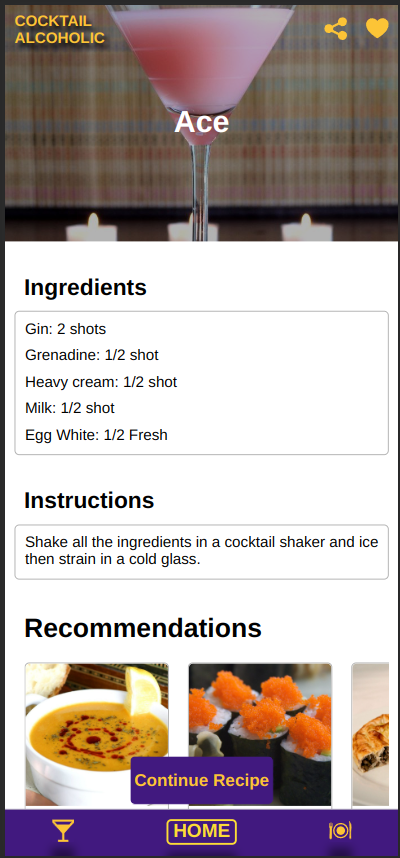 COCKTAIL
ALCOHOLIC
Ace
Ingredients
Gin: 2 shots
Grenadine: 1/2 shot
Heavy cream: 1/2 shot
Milk: 1/2 shot
Egg White: 1/2 Fresh
Instructions
Shake all the ingredients in a cocktail shaker and ice
then strain in a cold glass.
Recommendations
Continue Recipe
HOME